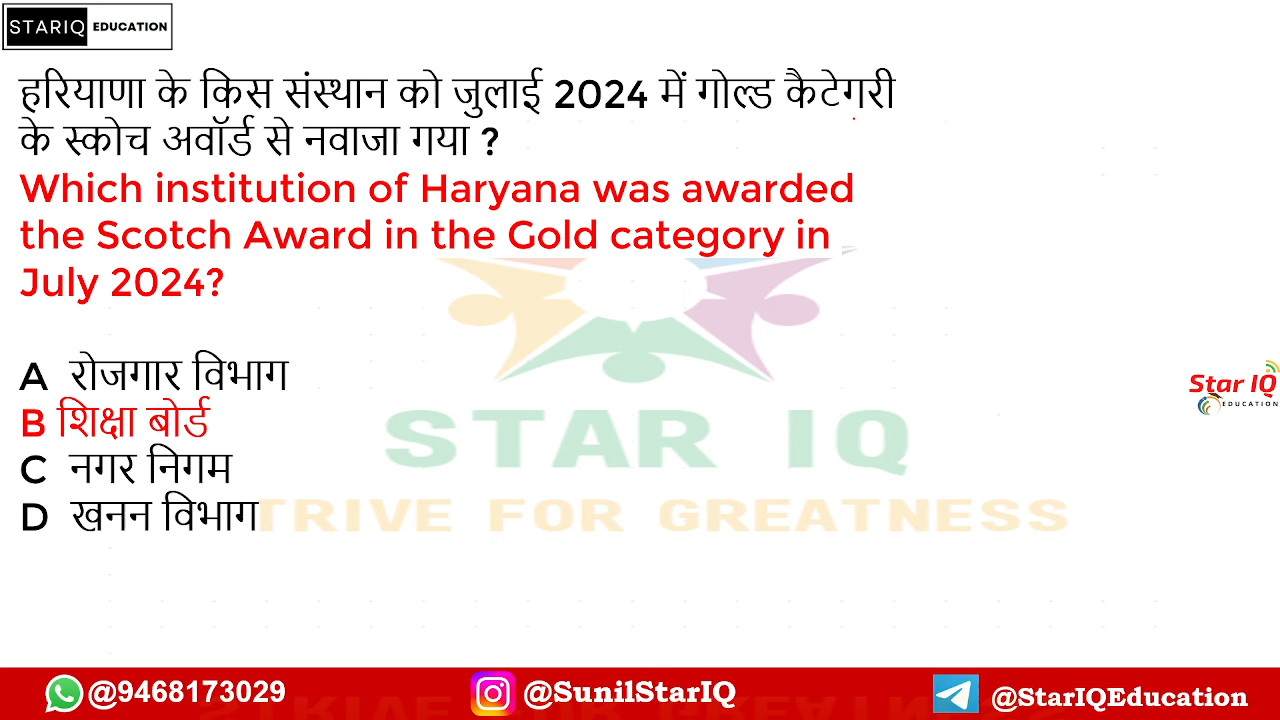 STARIQ EDUCATION
हरियाणा के किस संस्थान को जुलाई 2024 में गोल्ड कैटेगरी
के स्कोच अवॉर्ड से नवाजा गया ?
Which institution of Haryana was awarded
the Scotch Award in the Gold category in
July 2024?
A रोजगार विभाग
Star IQ
EDUCATION
B शिक्षा बोर्ड
STAR IQ
C नगर निगम
D खनन विभाग
TRIVE FOR GREATNESS
@9468173029 @SunilStarIQ @StarIQEducation